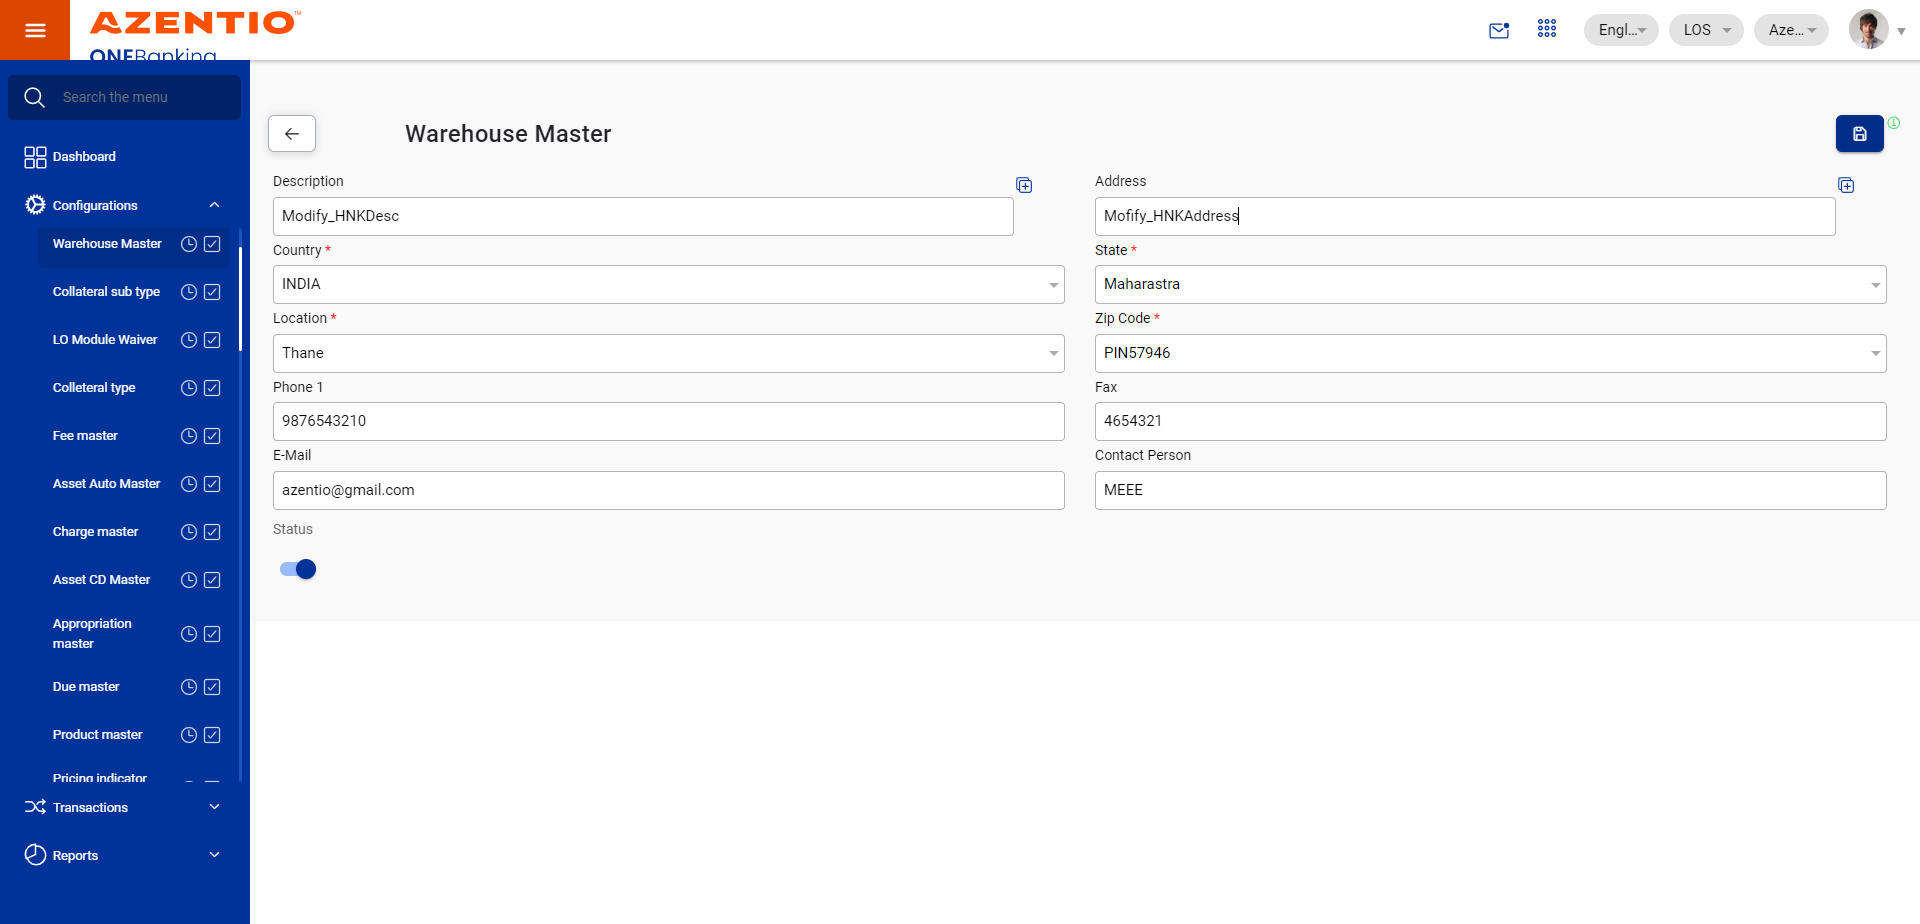 AZENTIO™
ONEBanking
Engl...
LOS
Aze...
Search the menu
Dashboard
Configurations
Warehouse Master
Collateral sub type
LO Module Waiver
Colleteral type
Fee master
Asset Auto Master
Charge master
Asset CD Master
Appropriation
master
Due master
Product master
Pricing indicator
Transactions
Reports
Warehouse Master
Description
Modify_HNKDesc
Address
Mofify_HNKAddress
Country *
INDIA
State *
Maharastra
Location *
Thane
Zip Code *
PIN57946
Phone 1
9876543210
Fax
4654321
E-Mail
azentio@gmail.com
Contact Person
MEEE
Status